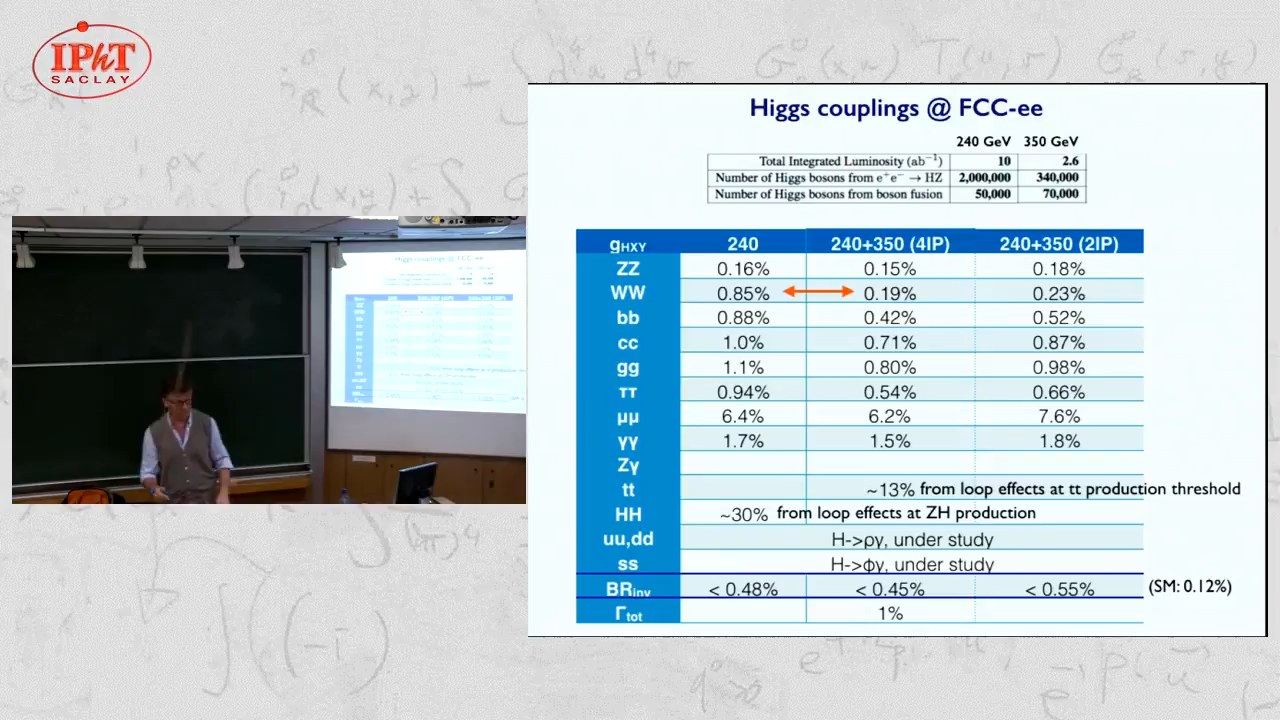 IPhT
SACLAY
Higgs couplings @ FCC-ee
240 GeV 350 GeV
Total Integrated Luminosity (ab⁻¹) 10 2.6
Number of Higgs bosons from e⁺e⁻ → HZ 2,000,000 340,000
Number of Higgs bosons from boson fusion 50,000 70,000
gHXY 240 240+350 (4IP) 240+350 (2IP)
ZZ 0.16% 0.15% 0.18%
WW 0.85% 0.19% 0.23%
bb 0.88% 0.42% 0.52%
cc 1.0% 0.71% 0.87%
gg 1.1% 0.80% 0.98%
ττ 0.94% 0.54% 0.66%
μμ 6.4% 6.2% 7.6%
γγ 1.7% 1.5% 1.8%
Zγ
tt ~13% from loop effects at tt production threshold
HH ~30% from loop effects at ZH production
uu,dd H->ργ, under study
ss H->φγ, under study
BRinv < 0.48% < 0.45% < 0.55% (SM: 0.12%)
Γtot 1%